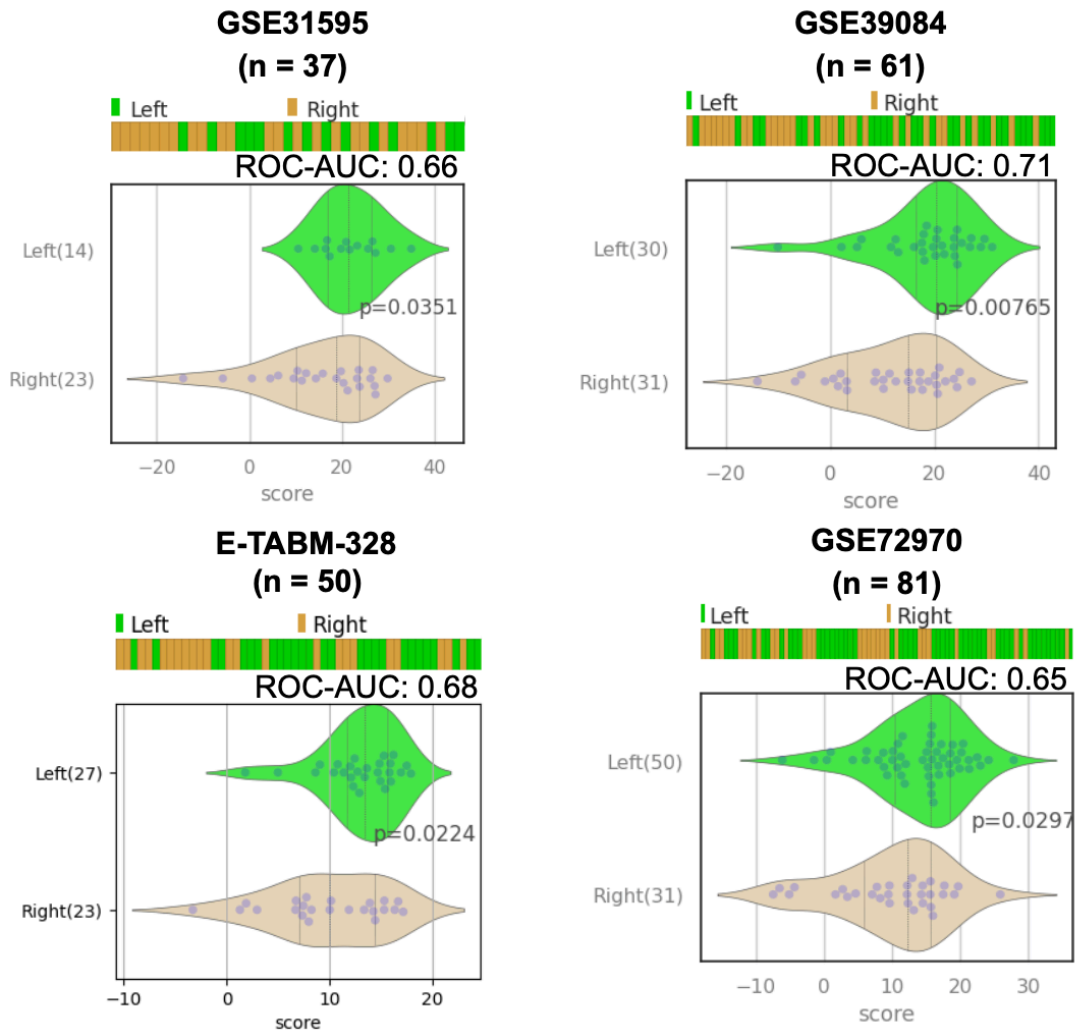 GSE31595
(n = 37)
Left Right
ROC-AUC: 0.66
Left(14)
p=0.0351
Right(23)
−20 0 20 40
score
GSE39084
(n = 61)
Left Right
ROC-AUC: 0.71
Left(30)
p=0.00765
Right(31)
−20 0 20 40
score
E-TABM-328
(n = 50)
Left Right
ROC-AUC: 0.68
Left(27)
p=0.0224
Right(23)
−10 0 10 20
score
GSE72970
(n = 81)
Left Right
ROC-AUC: 0.65
Left(50)
p=0.0297
Right(31)
−10 0 10 20 30
score